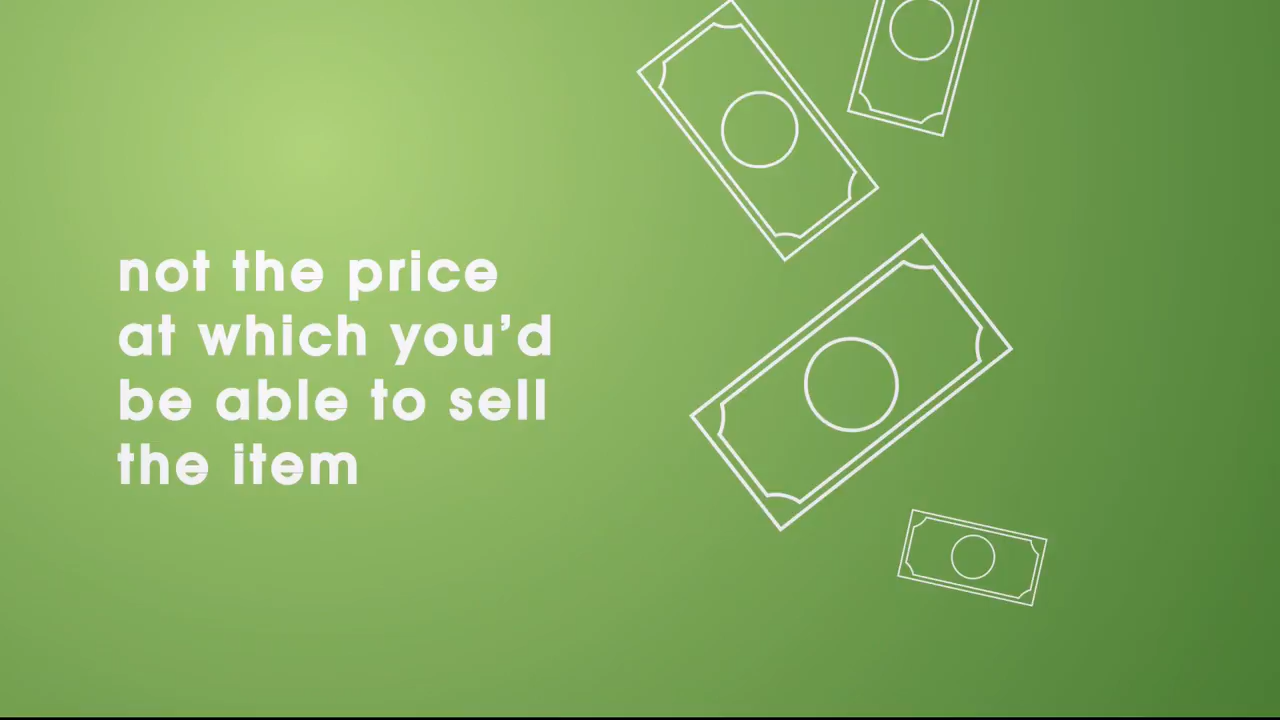 not the price
at which you’d
be able to sell
the item